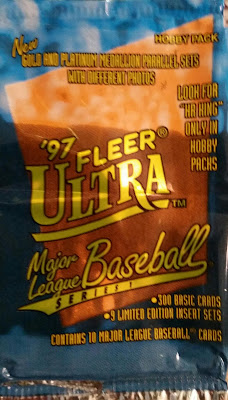 HOBBY PACK
New
GOLD AND PLATINUM MEDALLION PARALLEL SETS
WITH DIFFERENT PHOTOS
LOOK FOR
"HR KING"
ONLY IN
HOBBY
PACKS
'97 FLEER®
ULTRA™
Major
League Baseball
SERIES 1
•300 BASIC CARDS
•9 LIMITED EDITION INSERT SETS
CONTAINS 10 MAJOR LEAGUE BASEBALL® CARDS